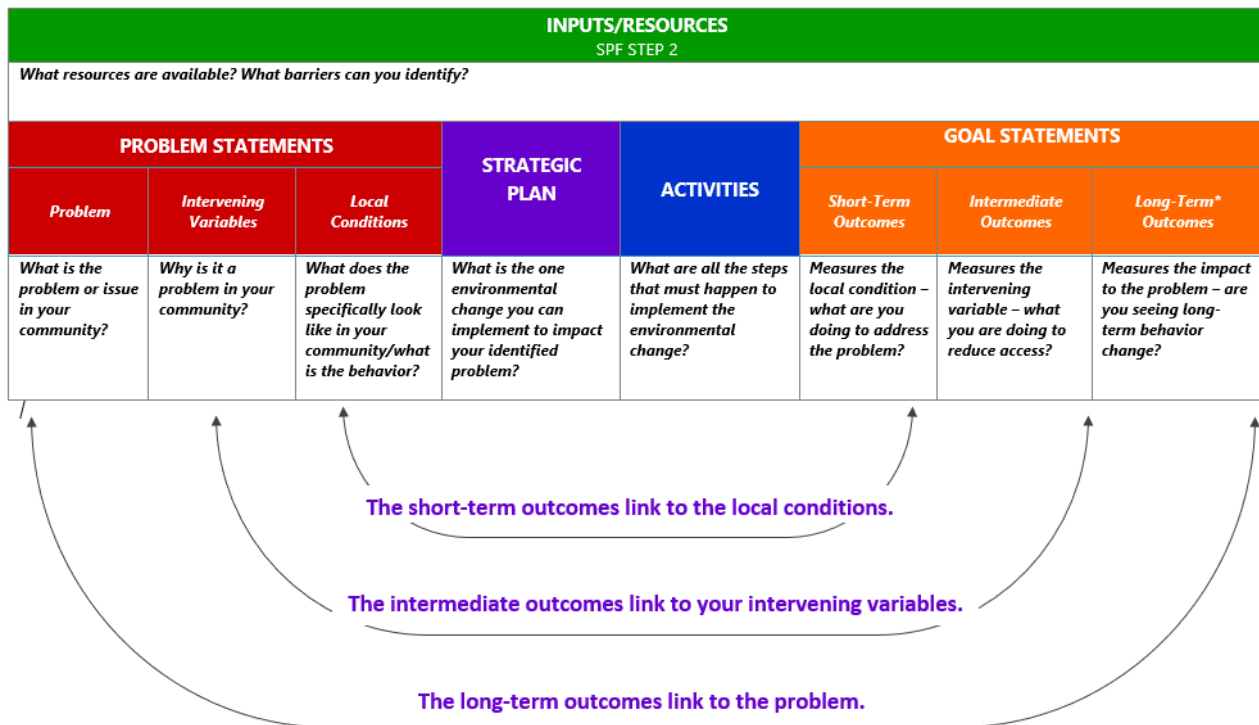 INPUTS/RESOURCES
SPF STEP 2
What resources are available? What barriers can you identify?
PROBLEM STATEMENTS
Problem
Intervening
Variables
Local
Conditions
STRATEGIC
PLAN
ACTIVITIES
GOAL STATEMENTS
Short-Term
Outcomes
Intermediate
Outcomes
Long-Term*
Outcomes
What is the
problem or issue
in your
community?
Why is it a
problem in your
community?
What does the
problem
specifically look
like in your
community/what
is the behavior?
What is the one
environmental
change you can
implement to impact
your identified
problem?
What are all the steps
that must happen to
implement the
environmental
change?
Measures the
local condition –
what are you
doing to address
the problem?
Measures the
intervening
variable – what
you are doing to
reduce access?
Measures the impact
to the problem – are
you seeing long-
term behavior
change?
The short-term outcomes link to the local conditions.
The intermediate outcomes link to your intervening variables.
The long-term outcomes link to the problem.